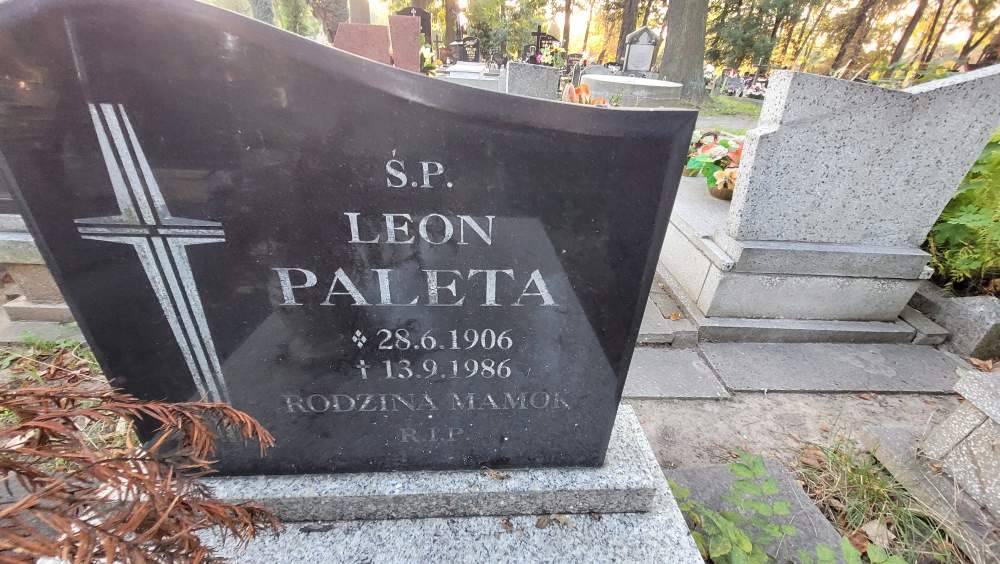 Ś.P.
LEON
PALETA
28.6.1906
† 13.9.1986
RODZINA MAMOK
R.I.P